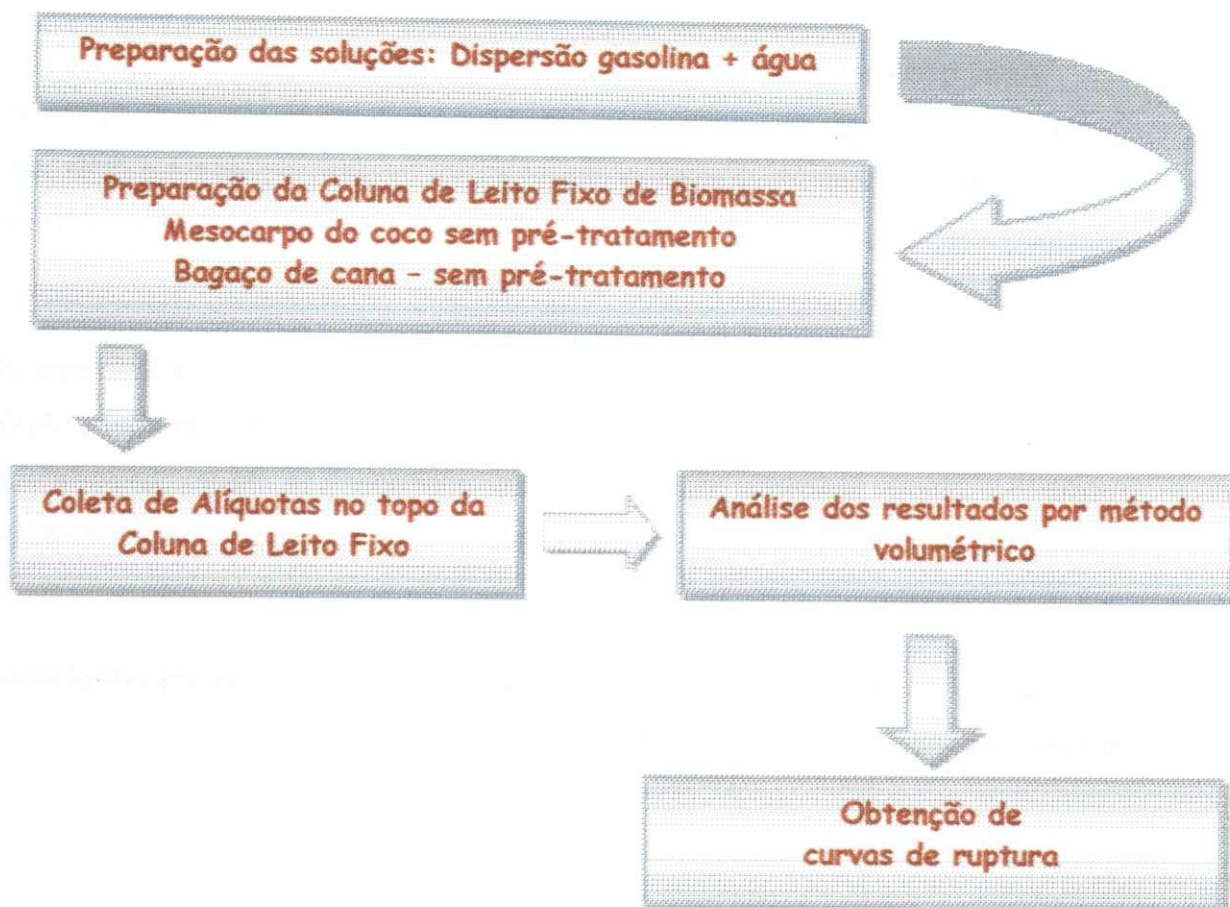 Preparação das soluções: Dispersão gasolina + água
Preparação da Coluna de Leito Fixo de Biomassa
Mesocarpo do coco sem pré-tratamento
Bagaço de cana - sem pré-tratamento
Coleta de Alíquotas no topo da
Coluna de Leito Fixo
Análise dos resultados por método
volumétrico
Obtenção de
curvas de ruptura